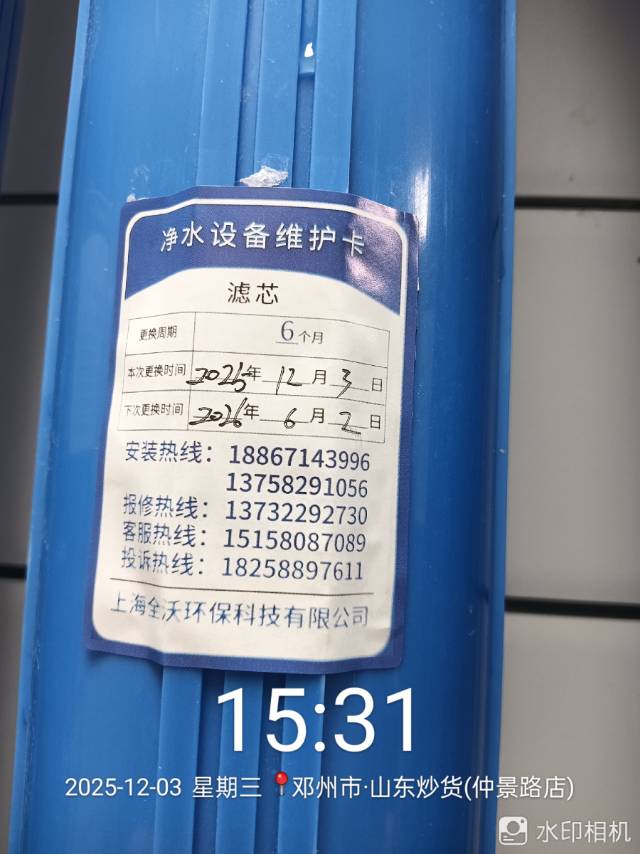 净水设备维护卡
滤芯
更换周期 6个月
本次更换时间 2025年 12月 3日
下次更换时间 2026年 6月 2日
安装热线：18867143996
13758291056
报修热线：13732292730
客服热线：15158087089
投诉热线：18258897611
上海全沃环保科技有限公司
15:31
2025-12-03 星期三 邓州市·山东炒货(仲景路店)
水印相机